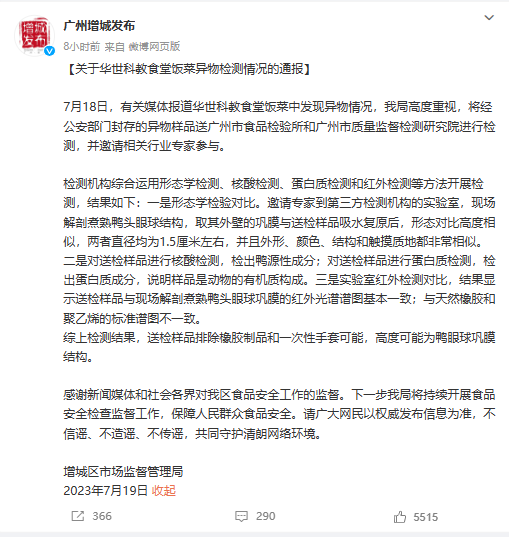 增城
发布
广州增城发布
8小时前 来自 微博网页版
【关于华世科教食堂饭菜异物检测情况的通报】
7月18日，有关媒体报道华世科教食堂饭菜中发现异物情况，我局高度重视，将经
公安部门封存的异物样品送广州市食品检验所和广州市质量监督检测研究院进行检
测，并邀请相关行业专家参与。
检测机构综合运用形态学检测、核酸检测、蛋白质检测和红外检测等方法开展检
测，结果如下：一是形态学检验对比。邀请专家到第三方检测机构的实验室，现场
解剖煮熟鸭头眼球结构，取其外壁的巩膜与送检样品吸水复原后，形态对比高度相
似，两者直径均为1.5厘米左右，并且外形、颜色、结构和触摸质地都非常相似。
二是对送检样品进行核酸检测，检出鸭源性成分；对送检样品进行蛋白质检测，检
出蛋白质成分，说明样品是动物的有机质构成。三是实验室红外检测对比，结果显
示送检样品与现场解剖煮熟鸭头眼球巩膜的红外光谱谱图基本一致；与天然橡胶和
聚乙烯的标准谱图不一致。
综上检测结果，送检样品排除橡胶制品和一次性手套可能，高度可能为鸭眼球巩膜
结构。
感谢新闻媒体和社会各界对我区食品安全工作的监督。下一步我局将持续开展食品
安全检查监督工作，保障人民群众食品安全。请广大网民以权威发布信息为准，不
信谣、不造谣、不传谣，共同守护清朗网络环境。
增城区市场监督管理局
2023年7月19日 收起
366 290 5515